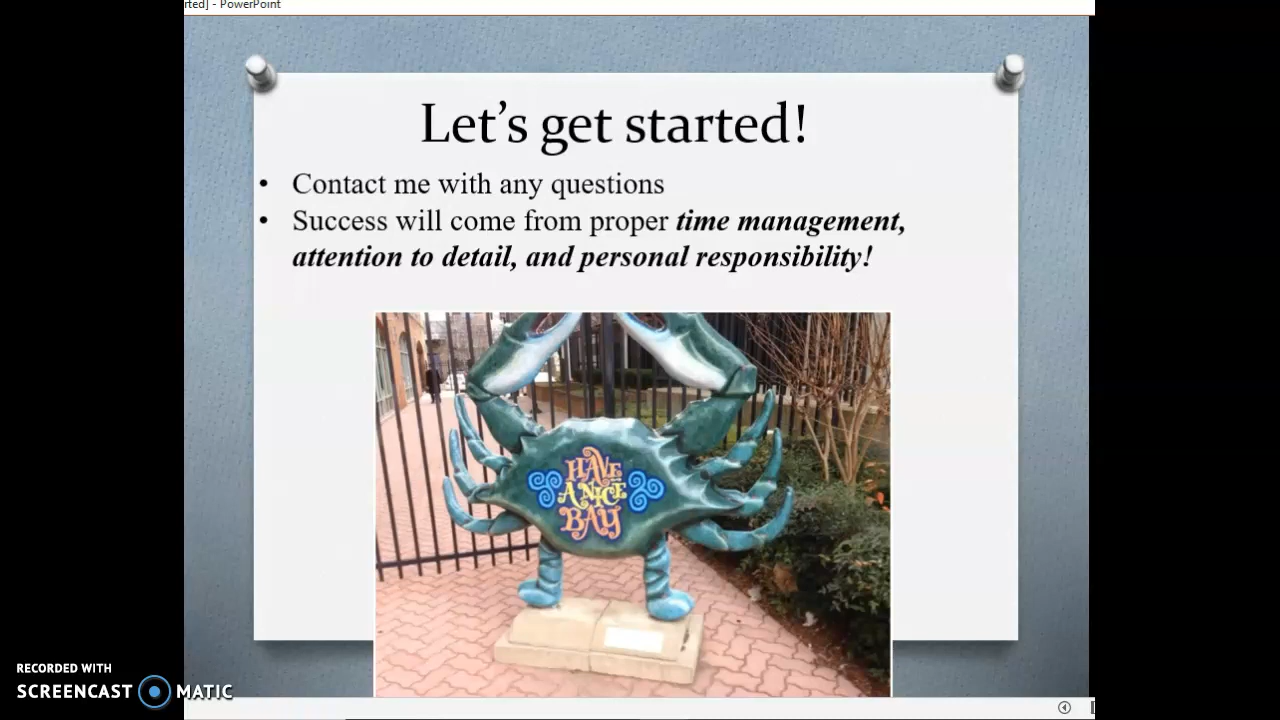 rted] - PowerPoint
Let's get started!
• Contact me with any questions
• Success will come from proper time management,
attention to detail, and personal responsibility!
HAVE
A NICE
BAY
RECORDED WITH
SCREENCAST MATIC